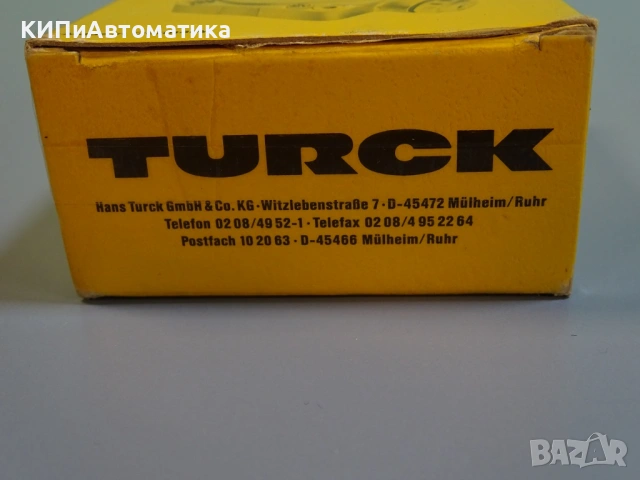 КИПиАвтоматика
TURCK
Hans Turck GmbH & Co. KG · Witzlebenstraße 7 · D-45472 Mülheim/Ruhr
Telefon 02 08/49 52-1 · Telefax 02 08/4 95 22 64
Postfach 10 20 63 · D-45466 Mülheim/Ruhr
BAZAR